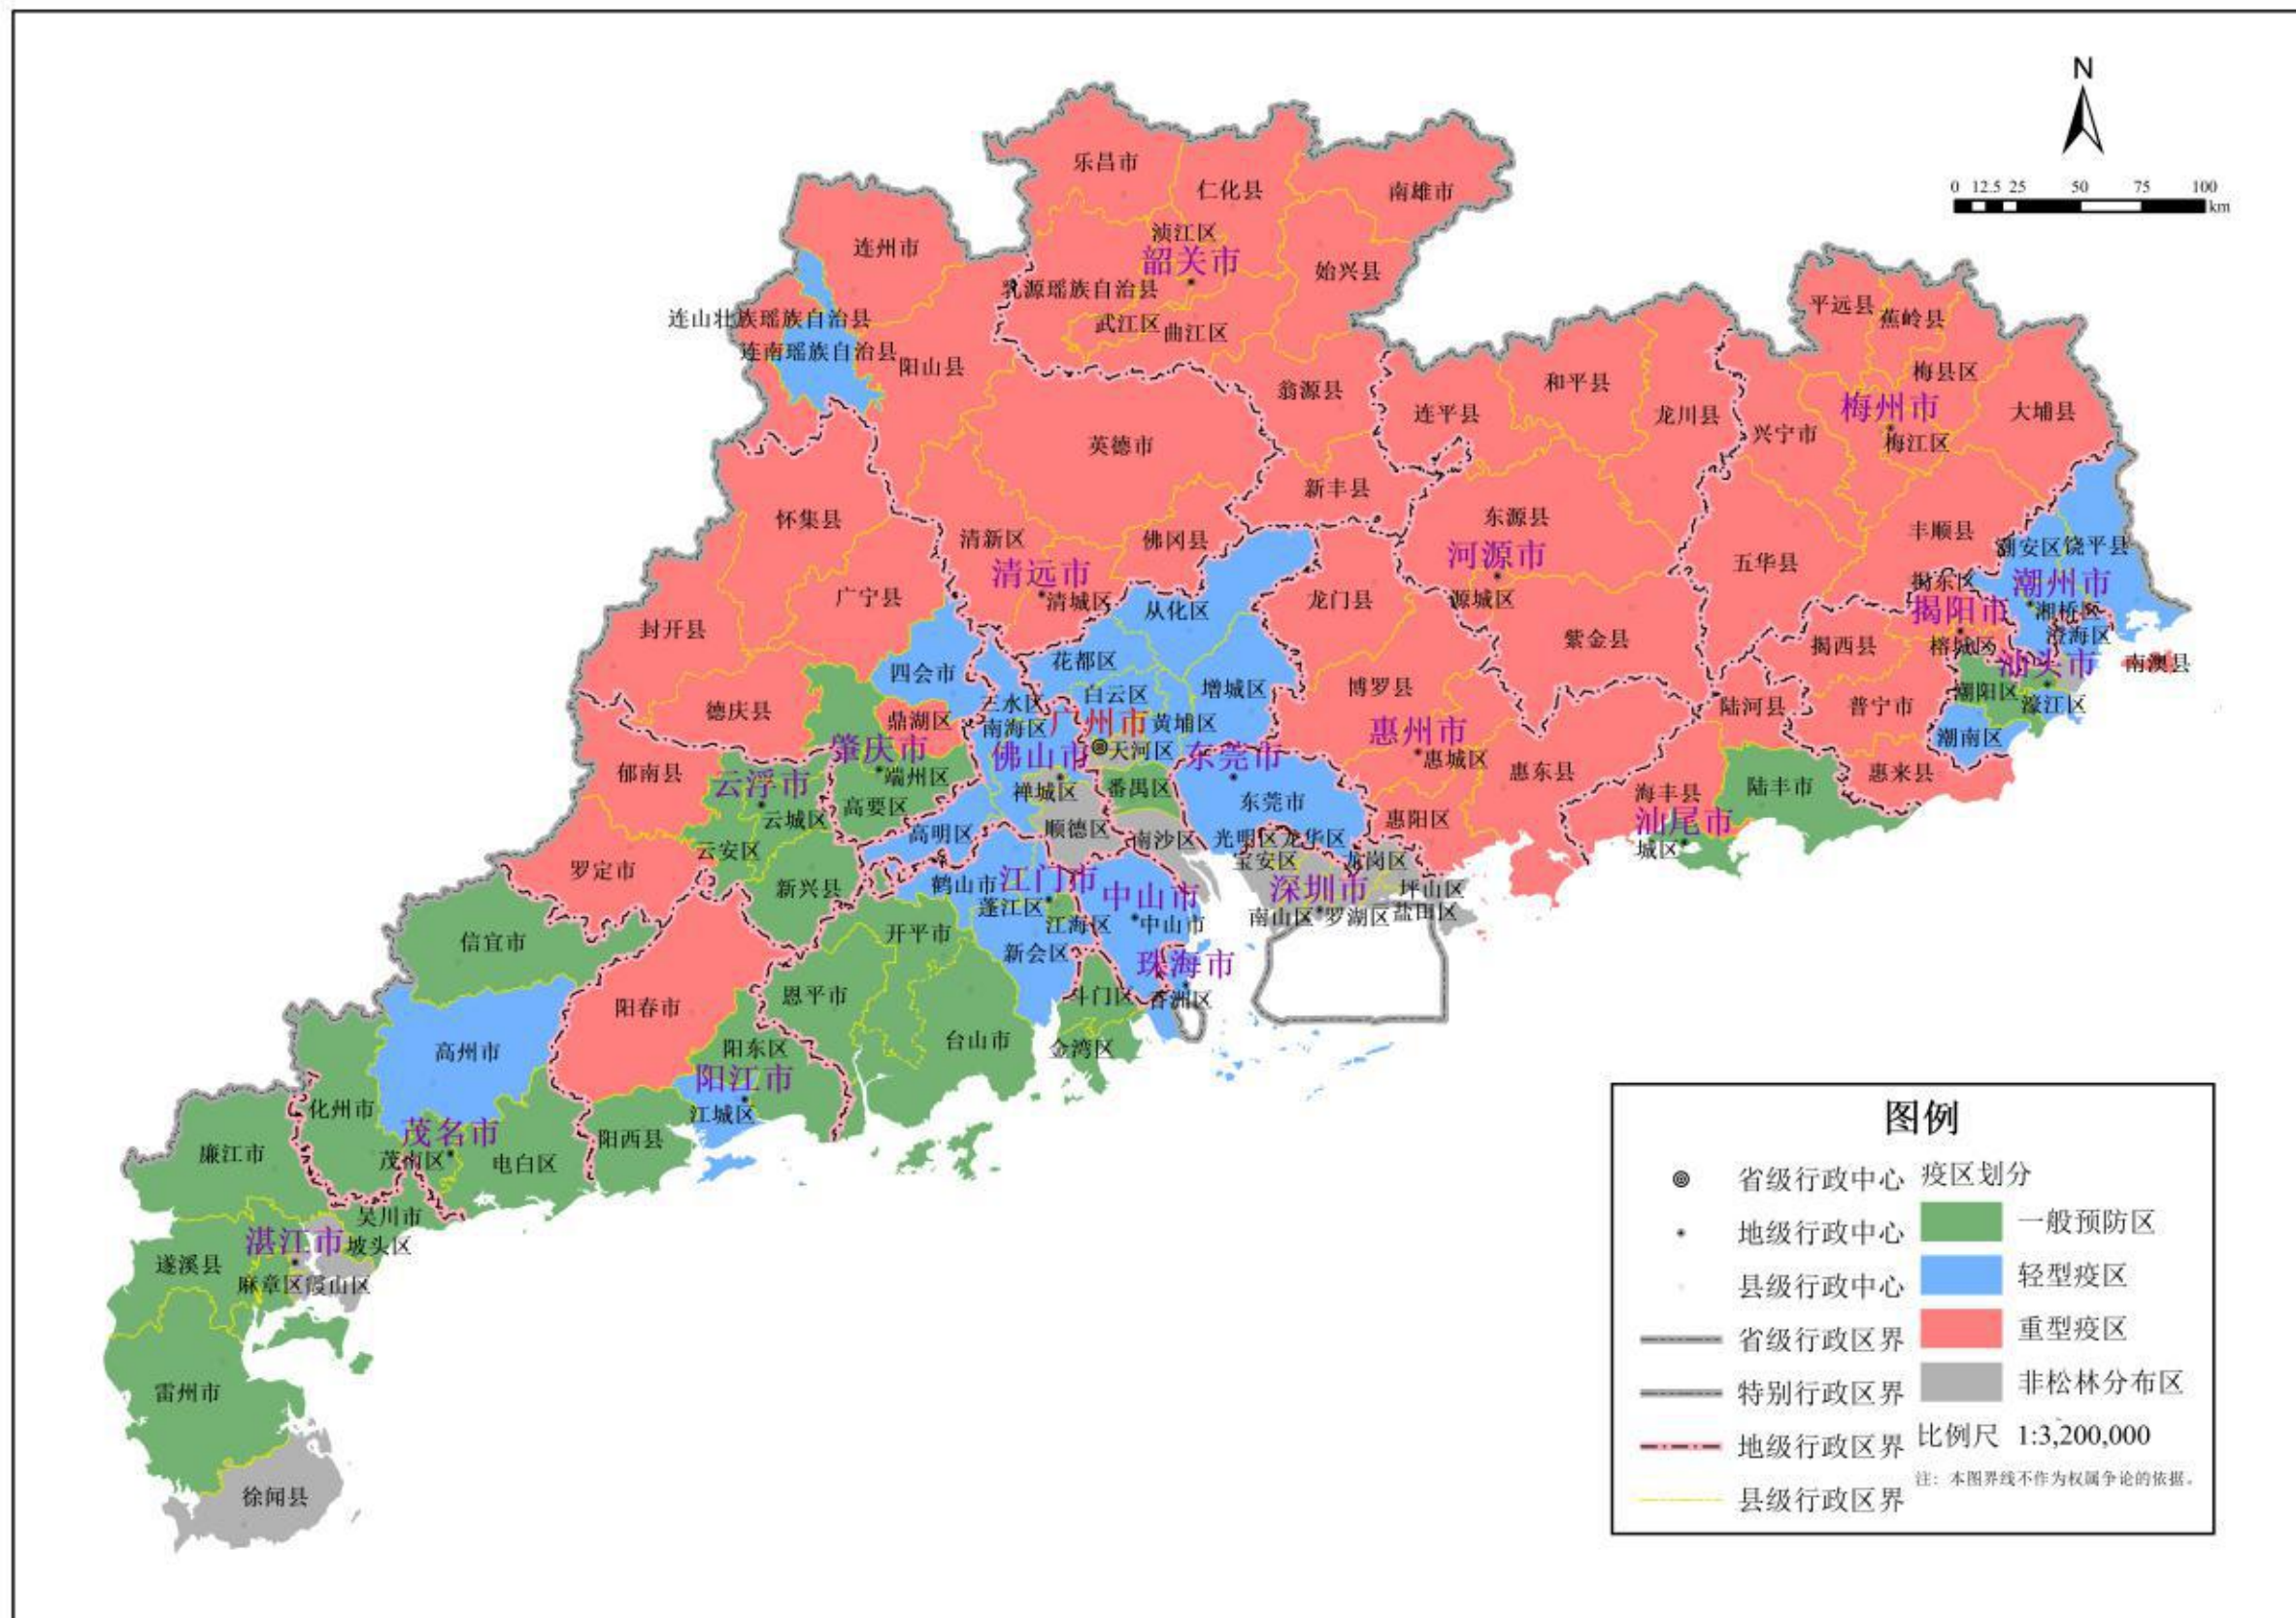 N
0 12.5 25 50 75 100
km
乐昌市
仁化县
南雄市
浈江区
韶关市
始兴县
连州市
乳源瑶族自治县
武江区
曲江区
连山壮族瑶族自治县
连南瑶族自治县
阳山县
翁源县
连平县
和平县
龙川县
平远县
蕉岭县
梅县区
梅州市
大埔县
兴宁市
梅江区
英德市
新丰县
怀集县
清新区
佛冈县
东源县
河源市
五华县
丰顺县
潮安区
饶平县
清远市
清城区
广宁县
从化区
龙门县
源城区
紫金县
揭东区
潮州市
揭阳市
湘桥区
封开县
四会市
花都区
白云区
增城区
博罗县
揭西县
榕城区
澄海区
汕头市
南澳县
德庆县
鼎湖区
三水区
南海区
广州市
黄埔区
惠州市
陆河县
普宁市
潮阳区
濠江区
潮南区
肇庆市
端州区
佛山市
天河区
东莞市
惠城区
惠东县
郁南县
云浮市
高要区
云城区
禅城区
番禺区
东莞市
海丰县
陆丰市
惠来县
高明区
顺德区
南沙区
光明区
龙华区
惠阳区
汕尾市
城区
罗定市
云安区
新兴县
鹤山市
江门市
中山市
宝安区
龙岗区
深圳市
坪山区
蓬江区
江海区
中山市
南山区
罗湖区
盐田区
信宜市
开平市
新会区
珠海市
阳春市
恩平市
斗门区
香洲区
高州市
阳东区
台山市
金湾区
阳江市
江城区
化州市
茂名市
茂南区
电白区
阳西县
廉江市
吴川市
湛江市
坡头区
遂溪县
麻章区
霞山区
雷州市
徐闻县
图例
省级行政中心
地级行政中心
县级行政中心
省级行政区界
特别行政区界
地级行政区界
县级行政区界
疫区划分
一般预防区
轻型疫区
重型疫区
非松林分布区
比例尺 1:3,200,000
注：本图界线不作为权属争论的依据。